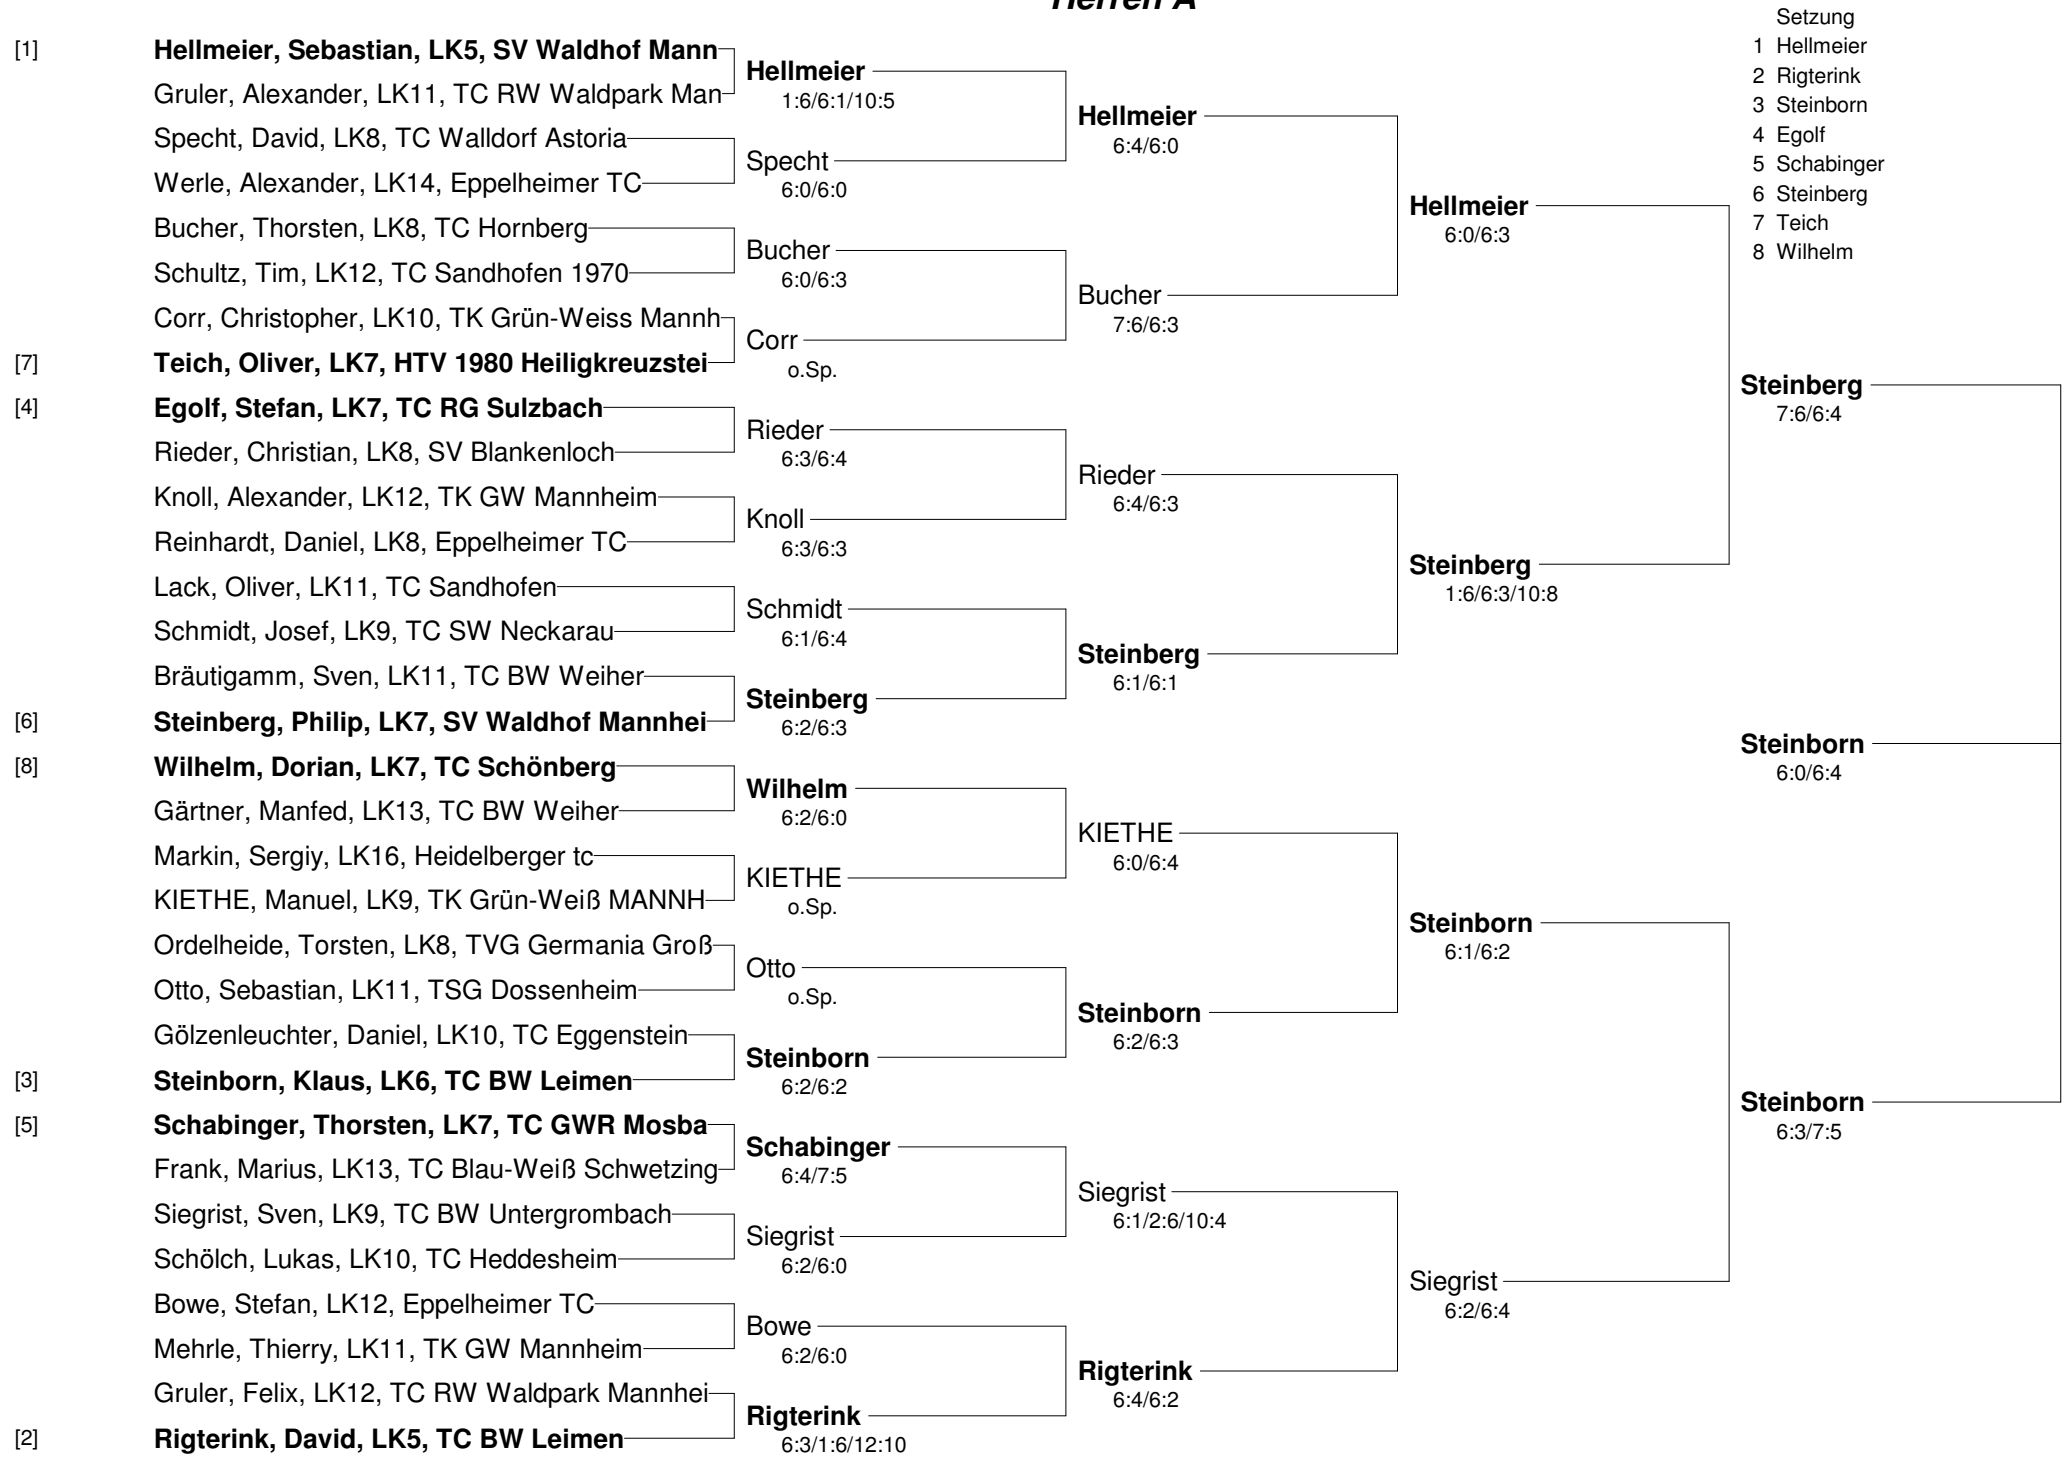 Herren A
Setzung
1 Hellmeier
2 Rigterink
3 Steinborn
4 Egolf
5 Schabinger
6 Steinberg
7 Teich
8 Wilhelm
[1] Hellmeier, Sebastian, LK5, SV Waldhof Mann
Gruler, Alexander, LK11, TC RW Waldpark Man
Specht, David, LK8, TC Walldorf Astoria
Werle, Alexander, LK14, Eppelheimer TC
Bucher, Thorsten, LK8, TC Hornberg
Schultz, Tim, LK12, TC Sandhofen 1970
Corr, Christopher, LK10, TK Grün-Weiss Mannh
[7] Teich, Oliver, LK7, HTV 1980 Heiligkreuzstei
[4] Egolf, Stefan, LK7, TC RG Sulzbach
Rieder, Christian, LK8, SV Blankenloch
Knoll, Alexander, LK12, TK GW Mannheim
Reinhardt, Daniel, LK8, Eppelheimer TC
Lack, Oliver, LK11, TC Sandhofen
Schmidt, Josef, LK9, TC SW Neckarau
Bräutigamm, Sven, LK11, TC BW Weiher
[6] Steinberg, Philip, LK7, SV Waldhof Mannhei
[8] Wilhelm, Dorian, LK7, TC Schönberg
Gärtner, Manfed, LK13, TC BW Weiher
Markin, Sergiy, LK16, Heidelberger tc
KIETHE, Manuel, LK9, TK Grün-Weiß MANNH
Ordelheide, Torsten, LK8, TVG Germania Groß
Otto, Sebastian, LK11, TSG Dossenheim
Gölzenleuchter, Daniel, LK10, TC Eggenstein
[3] Steinborn, Klaus, LK6, TC BW Leimen
[5] Schabinger, Thorsten, LK7, TC GWR Mosba
Frank, Marius, LK13, TC Blau-Weiß Schwetzing
Siegrist, Sven, LK9, TC BW Untergrombach
Schölch, Lukas, LK10, TC Heddesheim
Bowe, Stefan, LK12, Eppelheimer TC
Mehrle, Thierry, LK11, TK GW Mannheim
Gruler, Felix, LK12, TC RW Waldpark Mannhei
[2] Rigterink, David, LK5, TC BW Leimen
Hellmeier
1:6/6:1/10:5
Specht
6:0/6:0
Bucher
6:0/6:3
Corr
o.Sp.
Rieder
6:3/6:4
Knoll
6:3/6:3
Schmidt
6:1/6:4
Steinberg
6:2/6:3
Wilhelm
6:2/6:0
KIETHE
o.Sp.
Otto
o.Sp.
Steinborn
6:2/6:2
Schabinger
6:4/7:5
Siegrist
6:2/6:0
Bowe
6:2/6:0
Rigterink
6:3/1:6/12:10
Hellmeier
6:4/6:0
Bucher
7:6/6:3
Rieder
6:4/6:3
Steinberg
6:1/6:1
KIETHE
6:0/6:4
Steinborn
6:2/6:3
Siegrist
6:1/2:6/10:4
Rigterink
6:4/6:2
Hellmeier
6:0/6:3
Steinberg
1:6/6:3/10:8
Steinborn
6:1/6:2
Siegrist
6:2/6:4
Steinberg
7:6/6:4
Steinborn
6:0/6:4
Steinborn
6:3/7:5